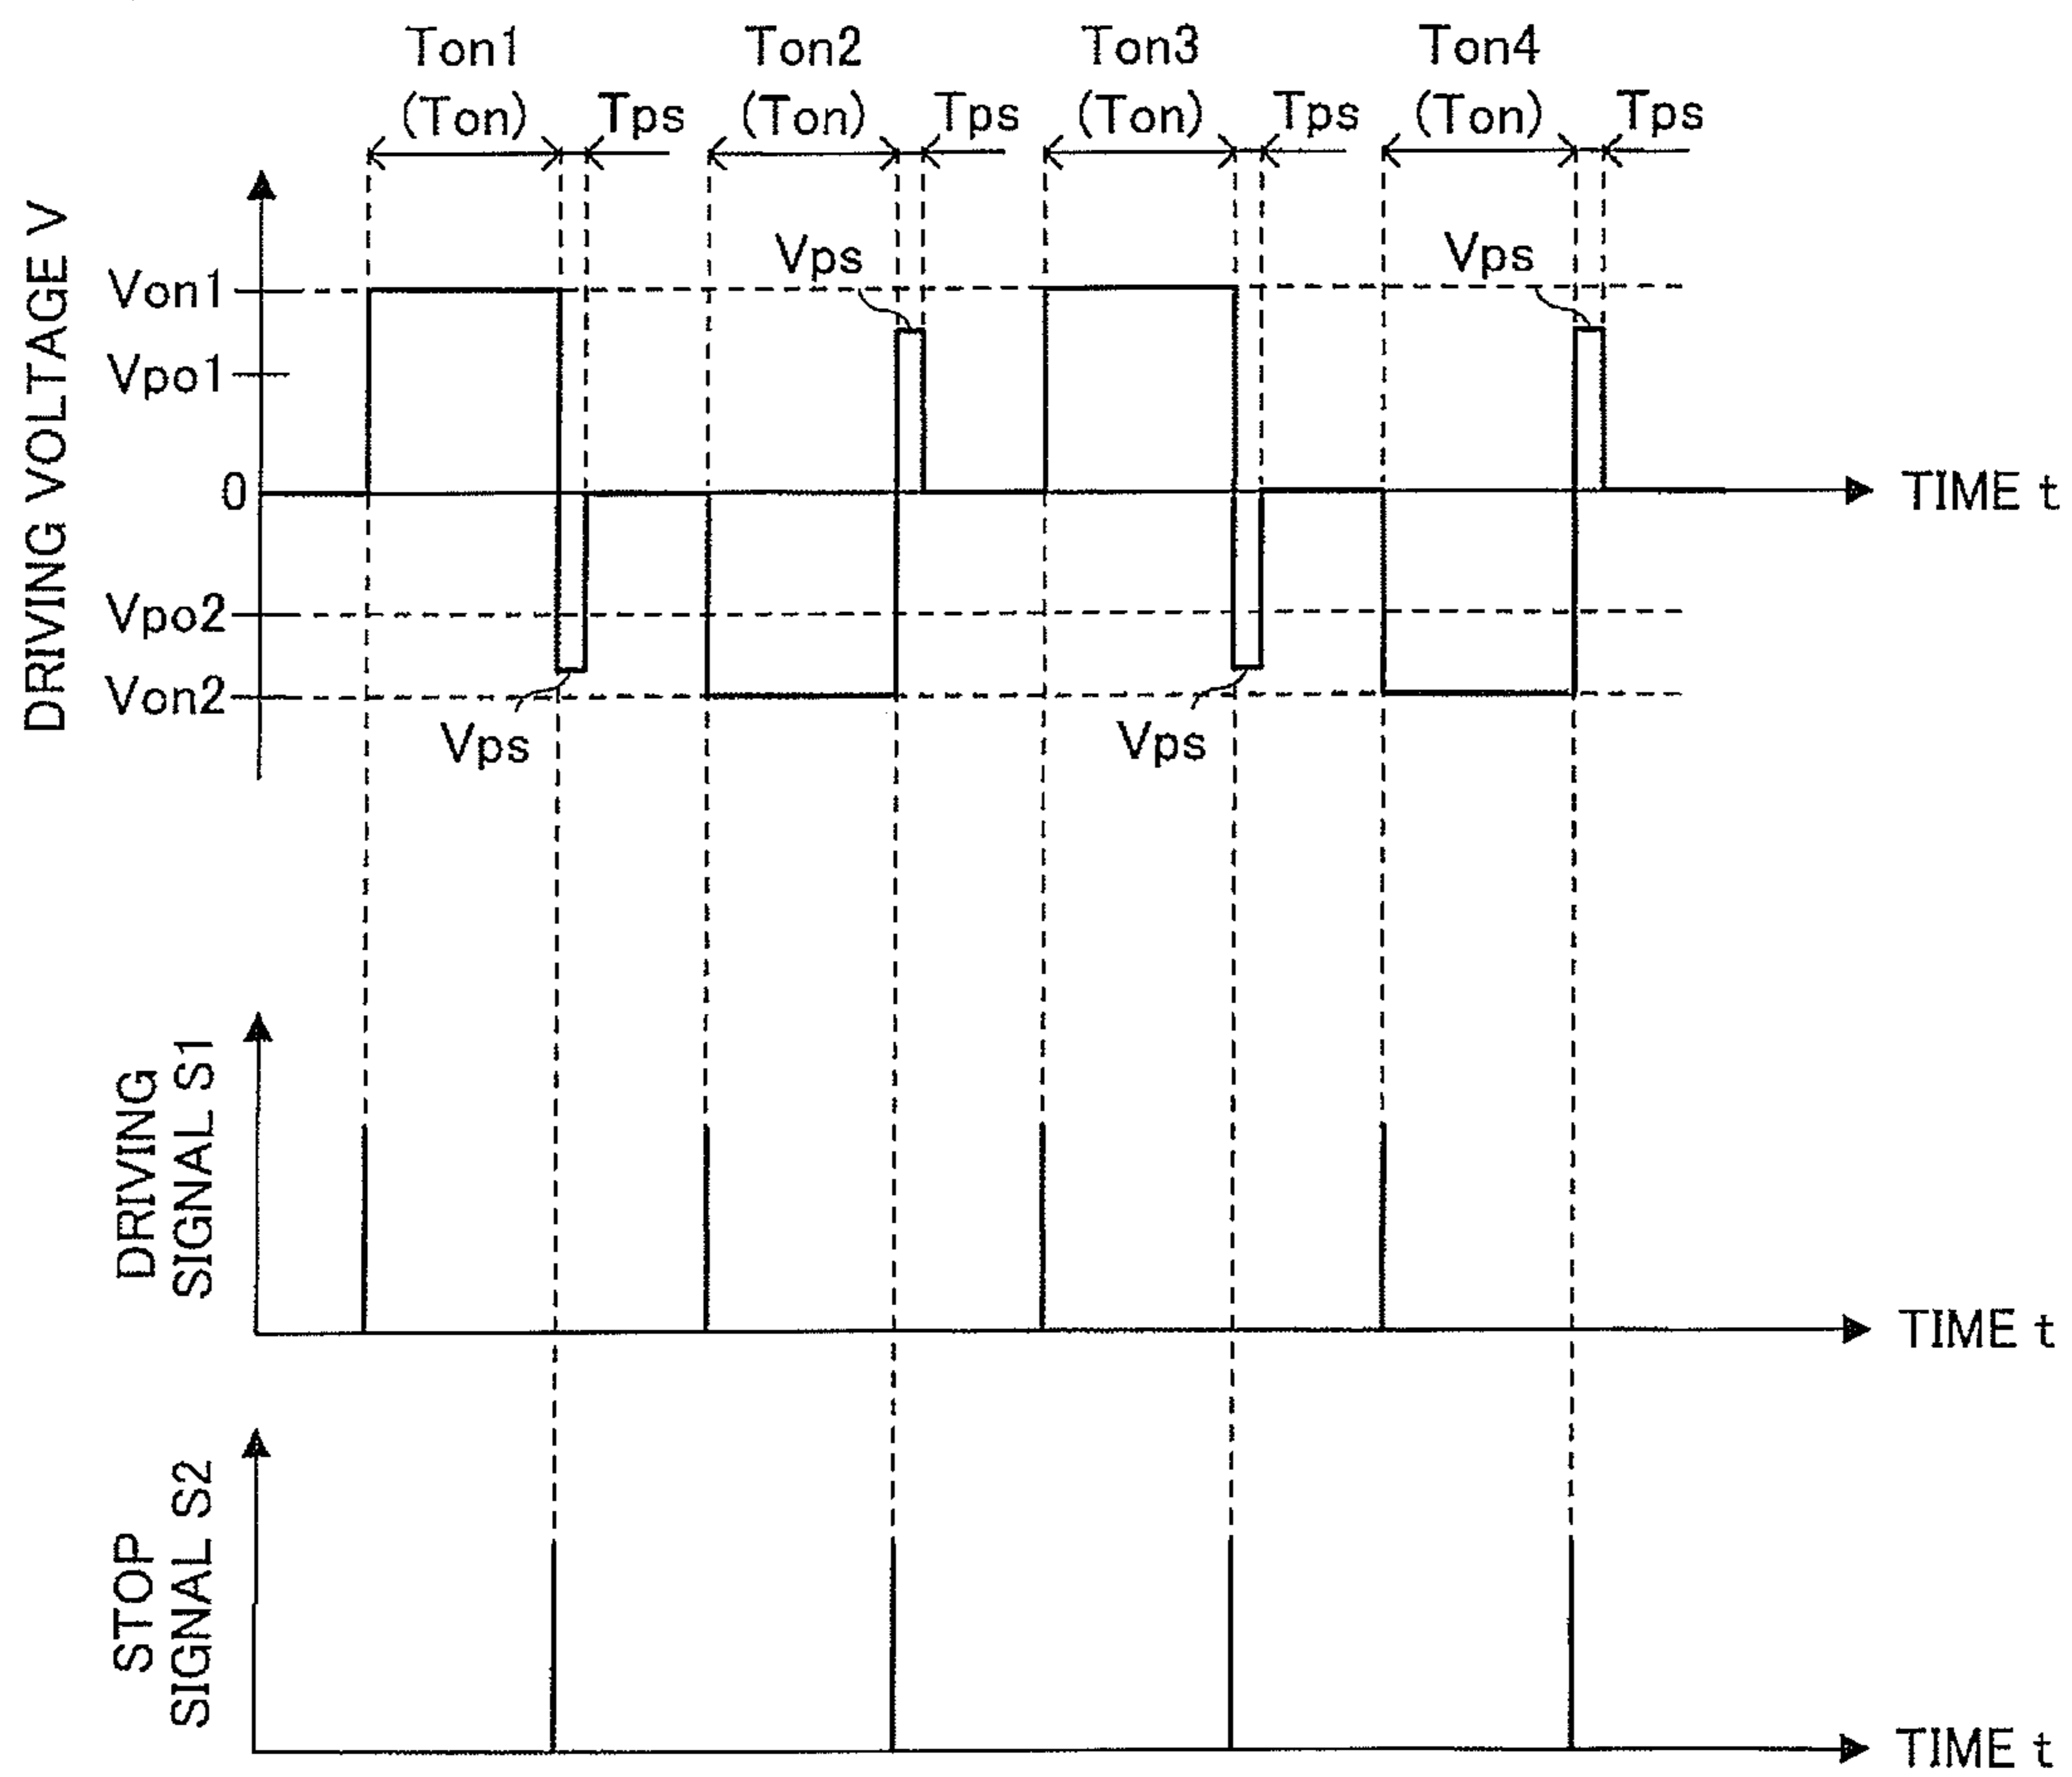 Ton1 Ton2 Ton3 Ton4
(Ton) Tps (Ton) Tps (Ton) Tps (Ton) Tps
DRIVING VOLTAGE V
Von1
Vpo1
0
Vpo2
Von2
Vps
Vps
Vps
Vps
TIME t
DRIVING
SIGNAL S1
TIME t
STOP
SIGNAL S2
TIME t